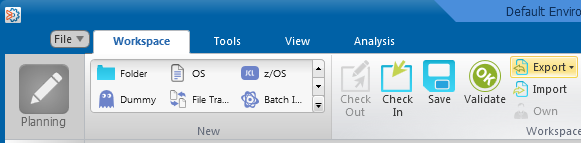 Default Enviro
File
Workspace
Tools
View
Analysis
Planning
Folder
OS
z/OS
Dummy
File Tra...
Batch I...
New
Check Out
Check In
Save
Validate
Export
Import
Own
Workspac